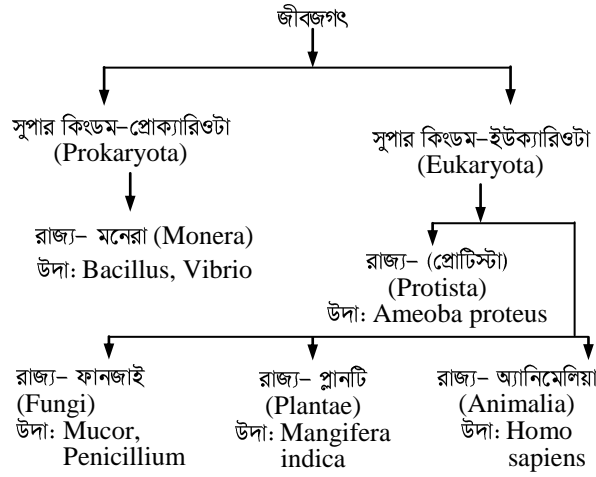 জীবজগৎ
সুপার কিংডম–প্রোক্যারিওটা
(Prokaryota)
সুপার কিংডম–ইউক্যারিওটা
(Eukaryota)
রাজ্য– মনেরা (Monera)
উদা: Bacillus, Vibrio
রাজ্য– (প্রোটিস্টা)
(Protista)
উদা: Ameoba proteus
রাজ্য– ফানজাই
(Fungi)
উদা: Mucor,
Penicillium
রাজ্য– প্লানটি
(Plantae)
উদা: Mangifera
indica
রাজ্য– অ্যানিমেলিয়া
(Animalia)
উদা: Homo
sapiens